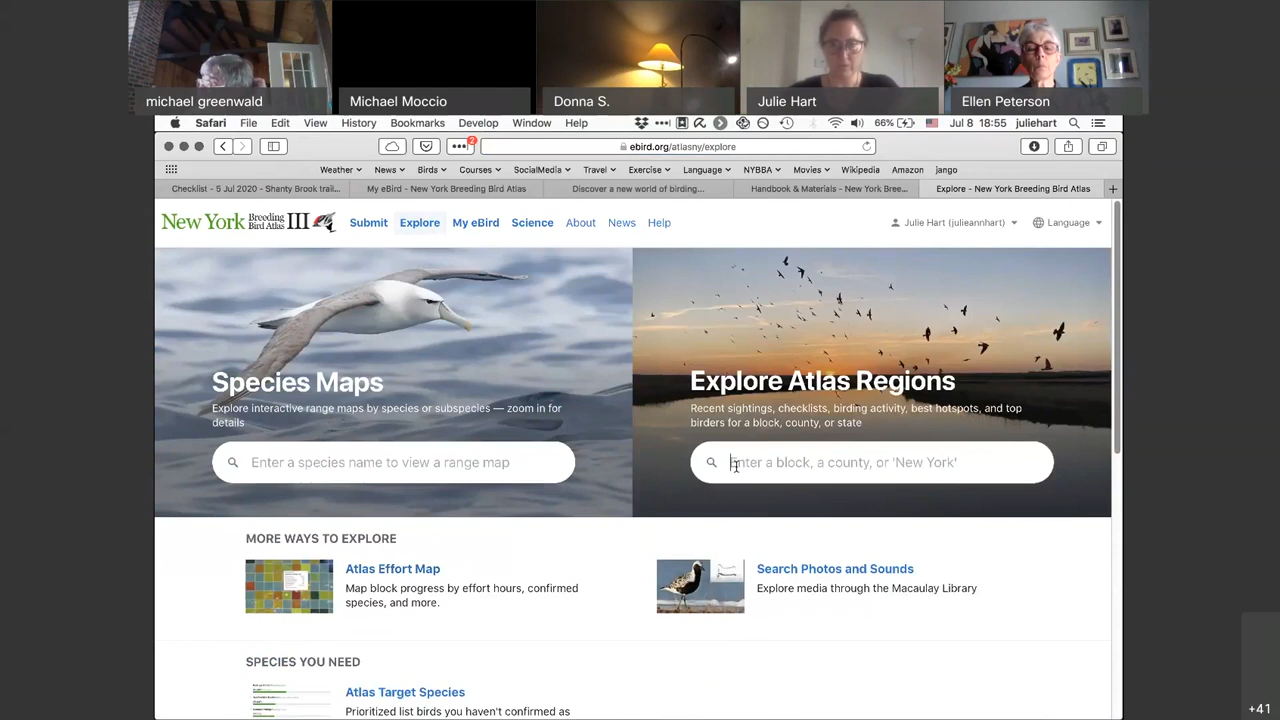 michael greenwald
Michael Moccio
Donna S.
Julie Hart
Ellen Peterson
Safari File Edit View History Bookmarks Develop Window Help
66% Jul 8 18:55 juliehart
2
ebird.org/atlasny/explore
Weather News Birds Courses SocialMedia Travel Exercise Language NYBBA Movies Wikipedia Amazon jango
Checklist - 5 Jul 2020 - Shanty Brook trail...
My eBird - New York Breeding Bird Atlas
Discover a new world of birding...
Handbook & Materials - New York Bree...
Explore - New York Breeding Bird Atlas
New York Breeding Bird Atlas III
Submit Explore My eBird Science About News Help
Julie Hart (julieannhart) Language
Species Maps
Explore interactive range maps by species or subspecies — zoom in for
details
Enter a species name to view a range map
Explore Atlas Regions
Recent sightings, checklists, birding activity, best hotspots, and top
birders for a block, county, or state
Enter a block, a county, or 'New York'
MORE WAYS TO EXPLORE
Atlas Effort Map
Map block progress by effort hours, confirmed
species, and more.
Search Photos and Sounds
Explore media through the Macaulay Library
SPECIES YOU NEED
Atlas Target Species
Prioritized list birds you haven't confirmed as
+41